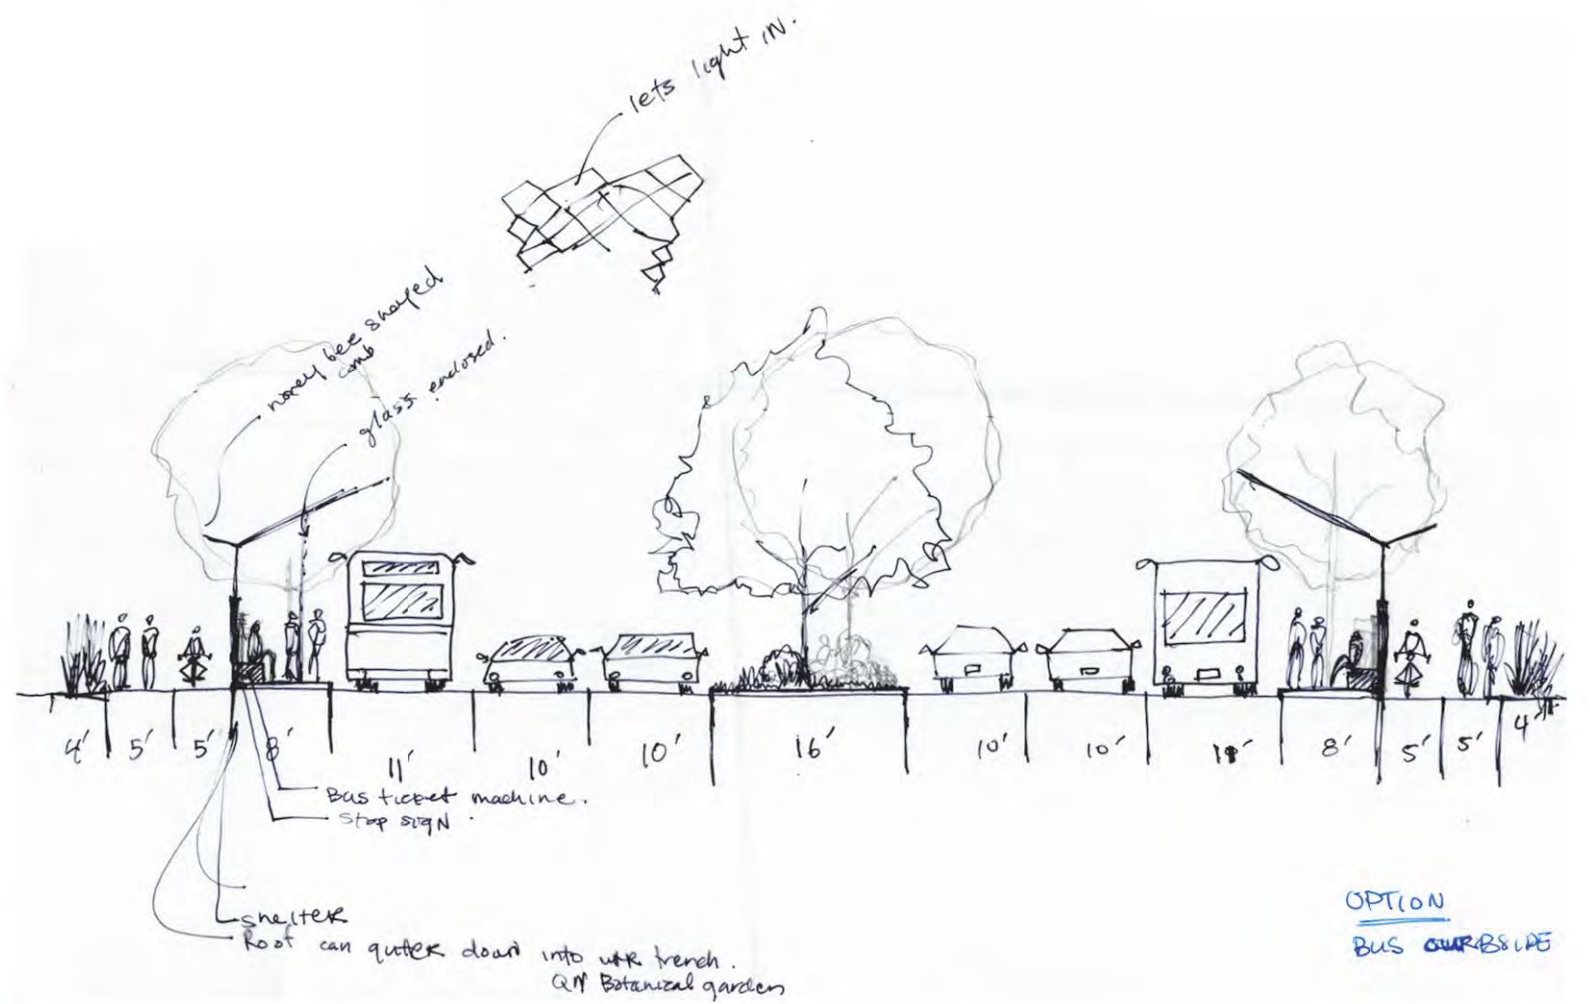 lets light IN.
honey bee shaped
comb
glass enclosed.
4' 5' 5' 8' 11' 10' 10' 16' 10' 10' 11' 8' 5' 5' 4'
Bus ticket machine.
Stop sign.
shelter
Roof can gutter down into trench.
QN Botanical garden
OPTION
BUS CURBSIDE